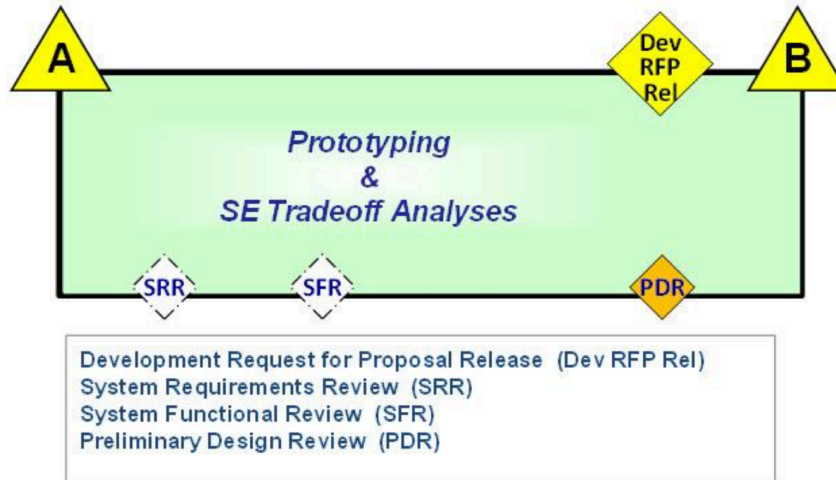 A
Dev
RFP
Rel
B
Prototyping
&
SE Tradeoff Analyses
SRR
SFR
PDR
Development Request for Proposal Release (Dev RFP Rel)
System Requirements Review (SRR)
System Functional Review (SFR)
Preliminary Design Review (PDR)